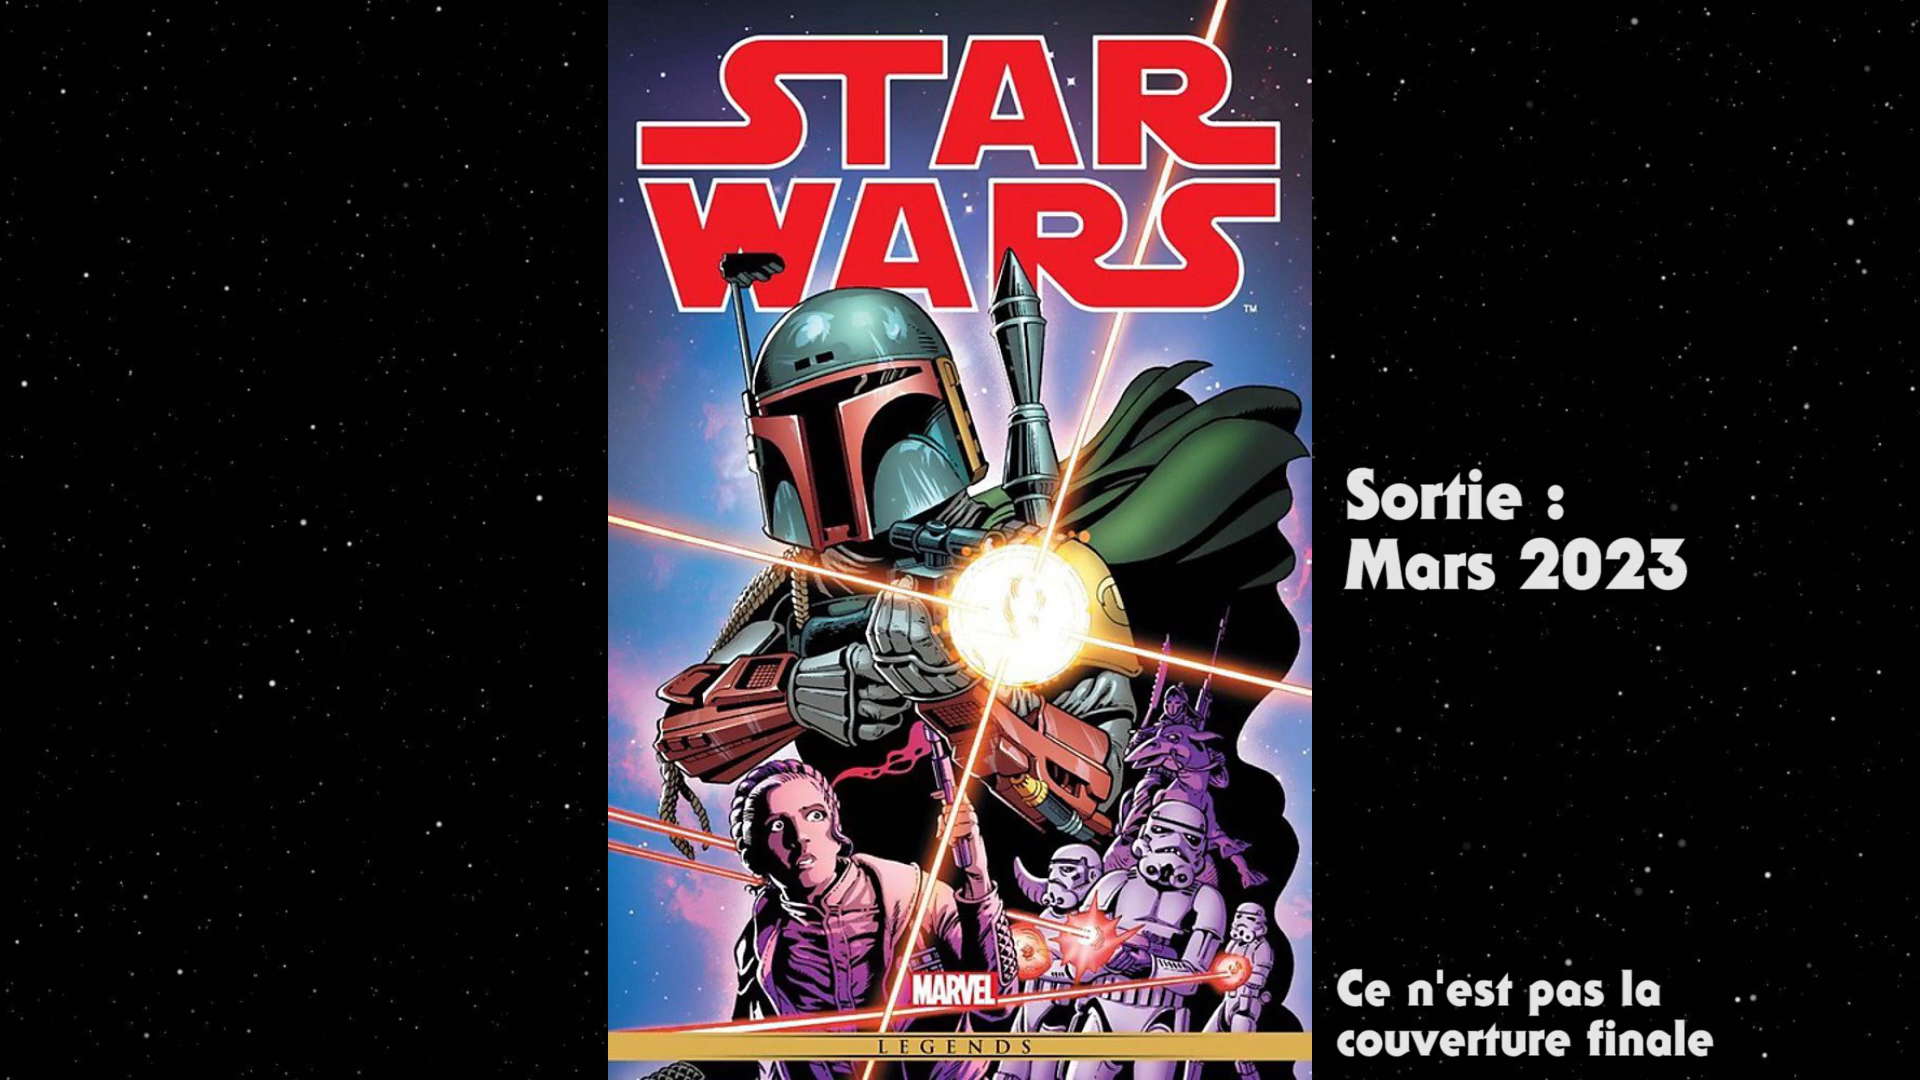 STAR
WARS
TM
Sortie :
Mars 2023
MARVEL
LEGENDS
Ce n'est pas la
couverture finale